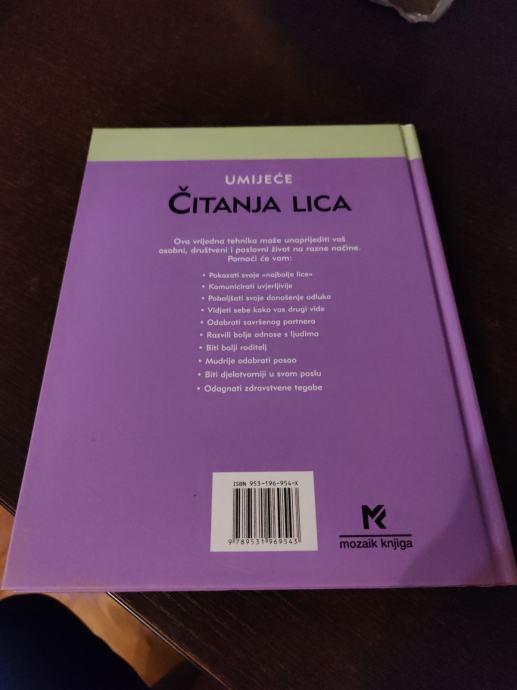 UMIJEĆE
ČITANJA LICA
Ova vrijedna tehnika može unaprijediti vaš
osobni, društveni i poslovni život na razne načine.
Pomoći će vam:
• Pokazati svoje »najbolje lice«
• Komunicirati uvjerljivije
• Poboljšati svoje donošenje odluka
• Vidjeti sebe kako vas drugi vide
• Odabrati savršenog partnera
• Razviti bolje odnose s ljudima
• Biti bolji roditelj
• Mudrije odabrati posao
• Biti djelotvorniji u svom poslu
• Odagnati zdravstvene tegobe
ISBN 953-196-954-X
9 789531 969543
mozaik knjiga